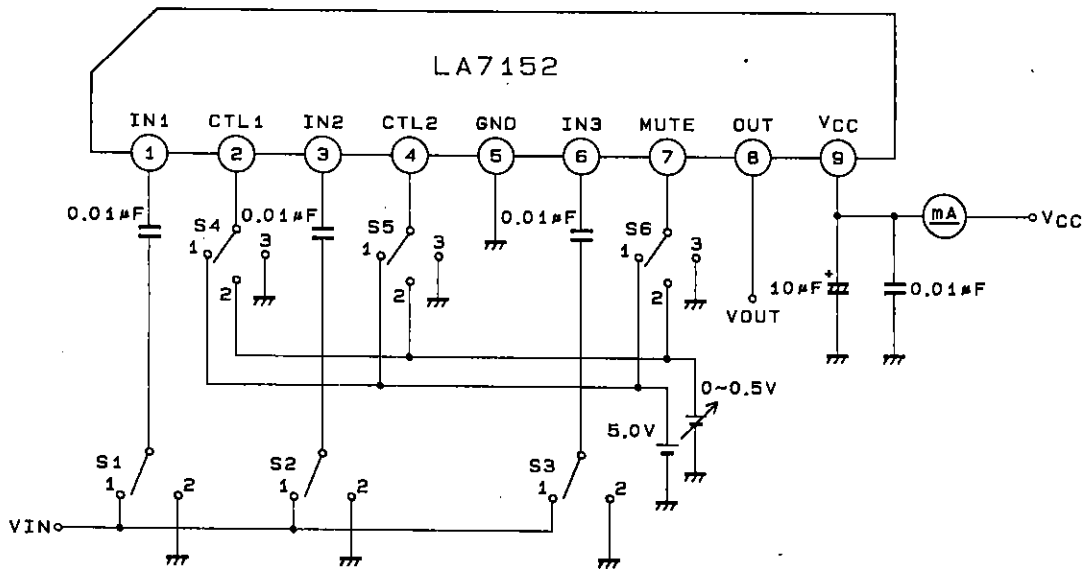 LA7152
IN1 CTL1 IN2 CTL2 GND IN3 MUTE OUT VCC
1 2 3 4 5 6 7 8 9
0.01µF S4 0.01µF S5 0.01µF S6 mA VCC
1 3 1 3 1 3
2 2 2 10µF + 0.01µF
VOUT
0~0.5V
5.0V
S1 S2 S3
1 2 1 2 1 2
VIN